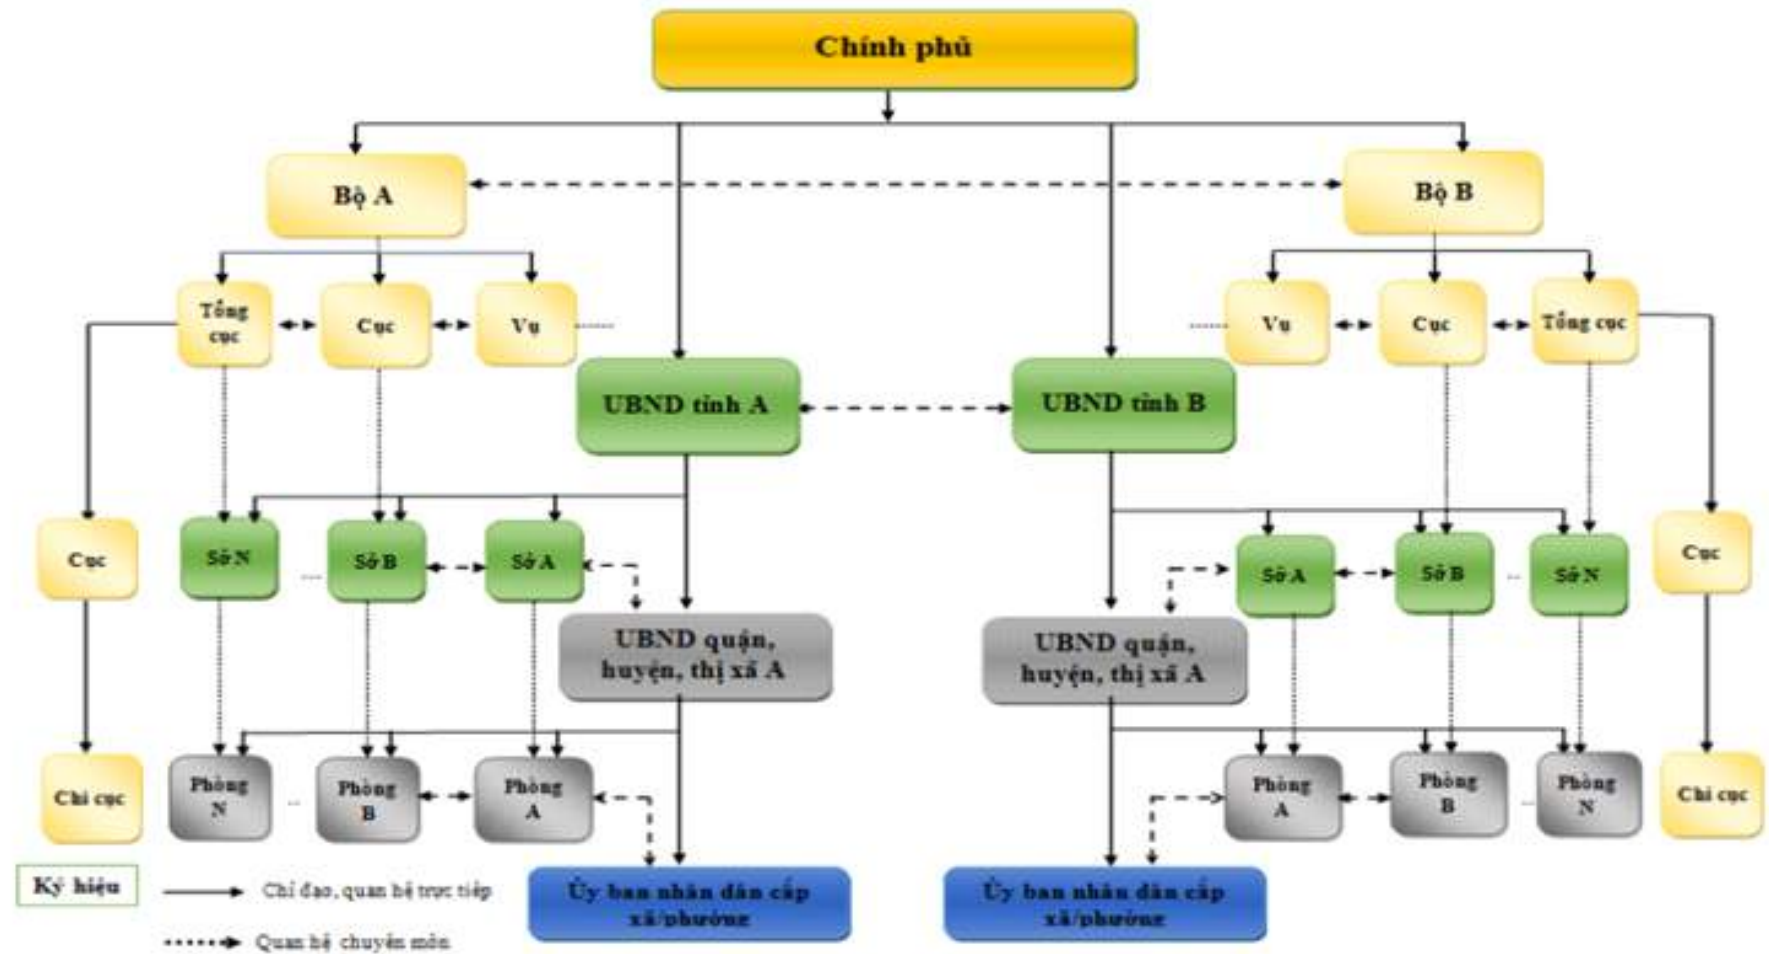 Chính phủ
Bộ A
Bộ B
Tổng
cục
Cục
Vụ
Vụ
Cục
Tổng cục
UBND tỉnh A
UBND tỉnh B
Cục
Sở N
...
Sở B
Sở A
Sở A
Sở B
..
Sở N
Cục
UBND quận,
huyện, thị xã A
UBND quận,
huyện, thị xã A
Chi cục
Phòng
N
..
Phòng
B
Phòng
A
Phòng
A
Phòng
B
..
Phòng
N
Chi cục
Ký hiệu
Chỉ đạo, quan hệ trực tiếp
Quan hệ chuyên môn
Ủy ban nhân dân cấp
xã/phường
Ủy ban nhân dân cấp
xã/phường